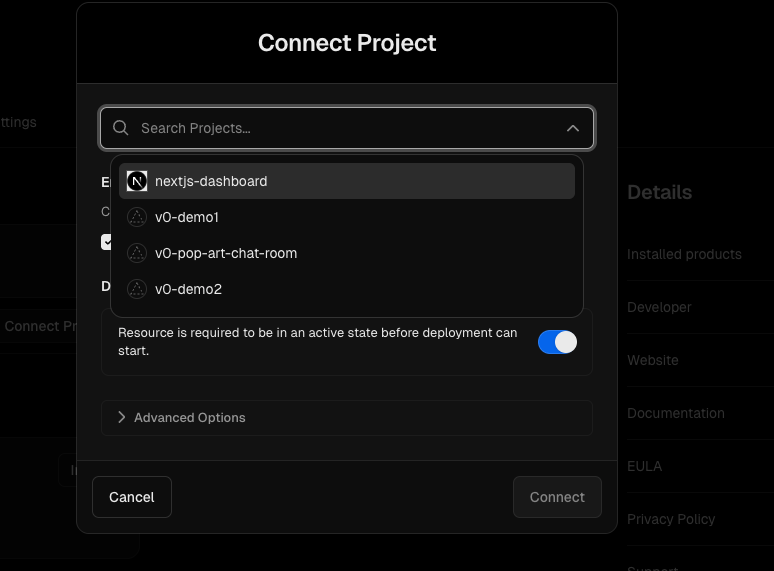 Connect Project
ttings
Search Projects...
E
nextjs-dashboard
Details
C
v0-demo1
v0-pop-art-chat-room
Installed products
D
v0-demo2
Developer
Connect Pr
Resource is required to be in an active state before deployment can
start.
Website
Advanced Options
Documentation
EULA
Cancel
Connect
Privacy Policy
Support